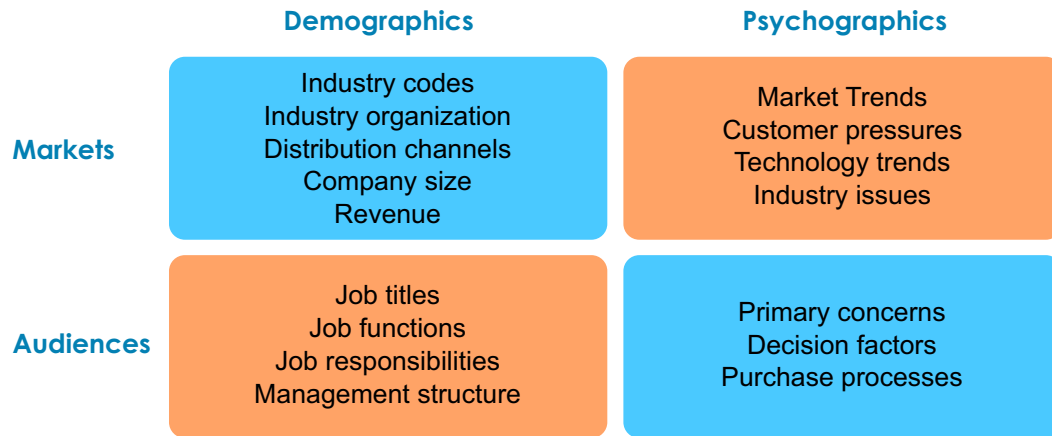 Demographics
Psychographics
Markets
Industry codes
Industry organization
Distribution channels
Company size
Revenue
Market Trends
Customer pressures
Technology trends
Industry issues
Audiences
Job titles
Job functions
Job responsibilities
Management structure
Primary concerns
Decision factors
Purchase processes